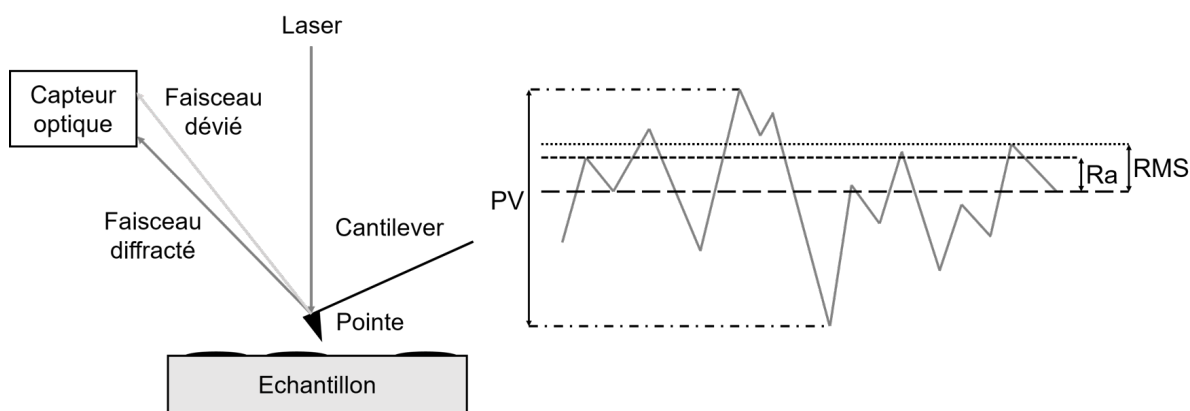 Laser
Capteur
optique
Faisceau
dévié
Faisceau
diffracté
Cantilever
Pointe
Echantillon
PV
Ra
RMS